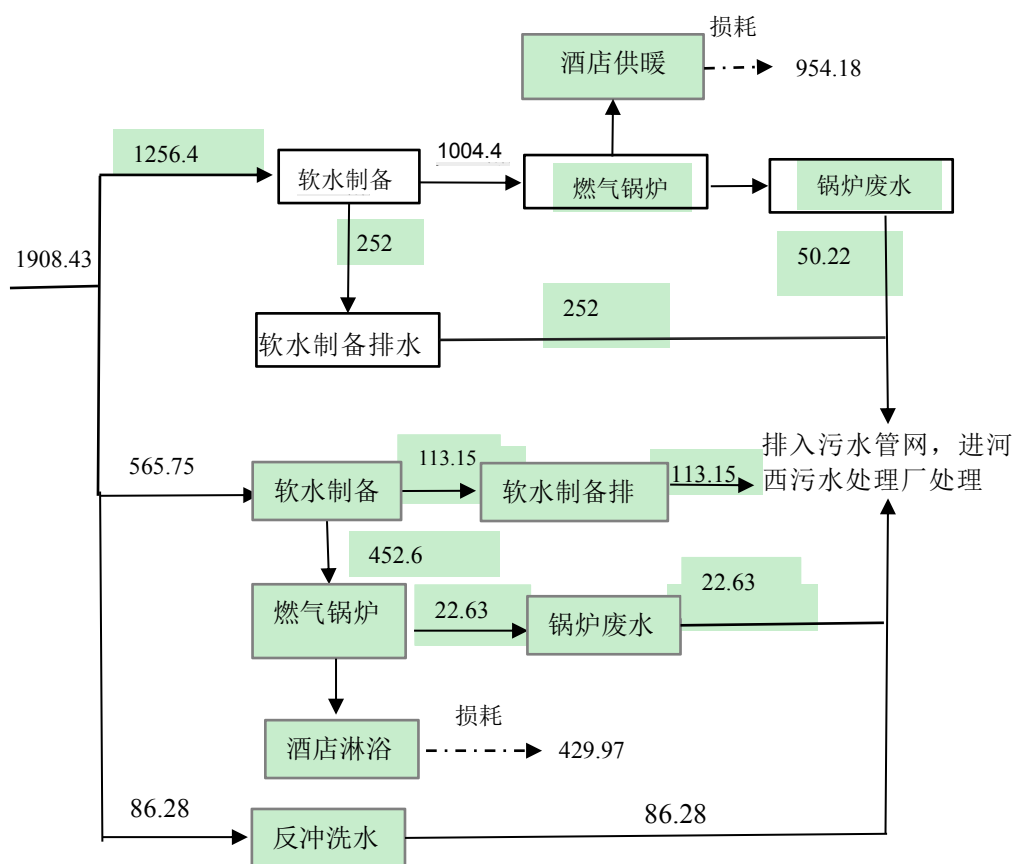 损耗
酒店供暖
954.18
1256.4
1004.4
软水制备
燃气锅炉
锅炉废水
252
50.22
1908.43
252
软水制备排水
排入污水管网，进河
西污水处理厂处理
565.75
113.15
113.15
软水制备
软水制备排
452.6
22.63
燃气锅炉
22.63
锅炉废水
损耗
酒店淋浴
429.97
86.28
86.28
反冲洗水